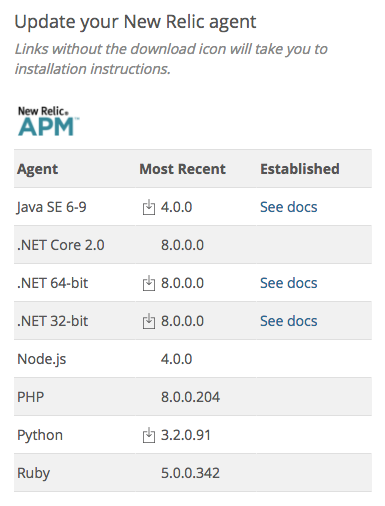 Update your New Relic agent
Links without the download icon will take you to
installation instructions.
New Relic®
APM™
Agent Most Recent Established
Java SE 6-9 4.0.0 See docs
.NET Core 2.0 8.0.0.0
.NET 64-bit 8.0.0.0 See docs
.NET 32-bit 8.0.0.0 See docs
Node.js 4.0.0
PHP 8.0.0.204
Python 3.2.0.91
Ruby 5.0.0.342